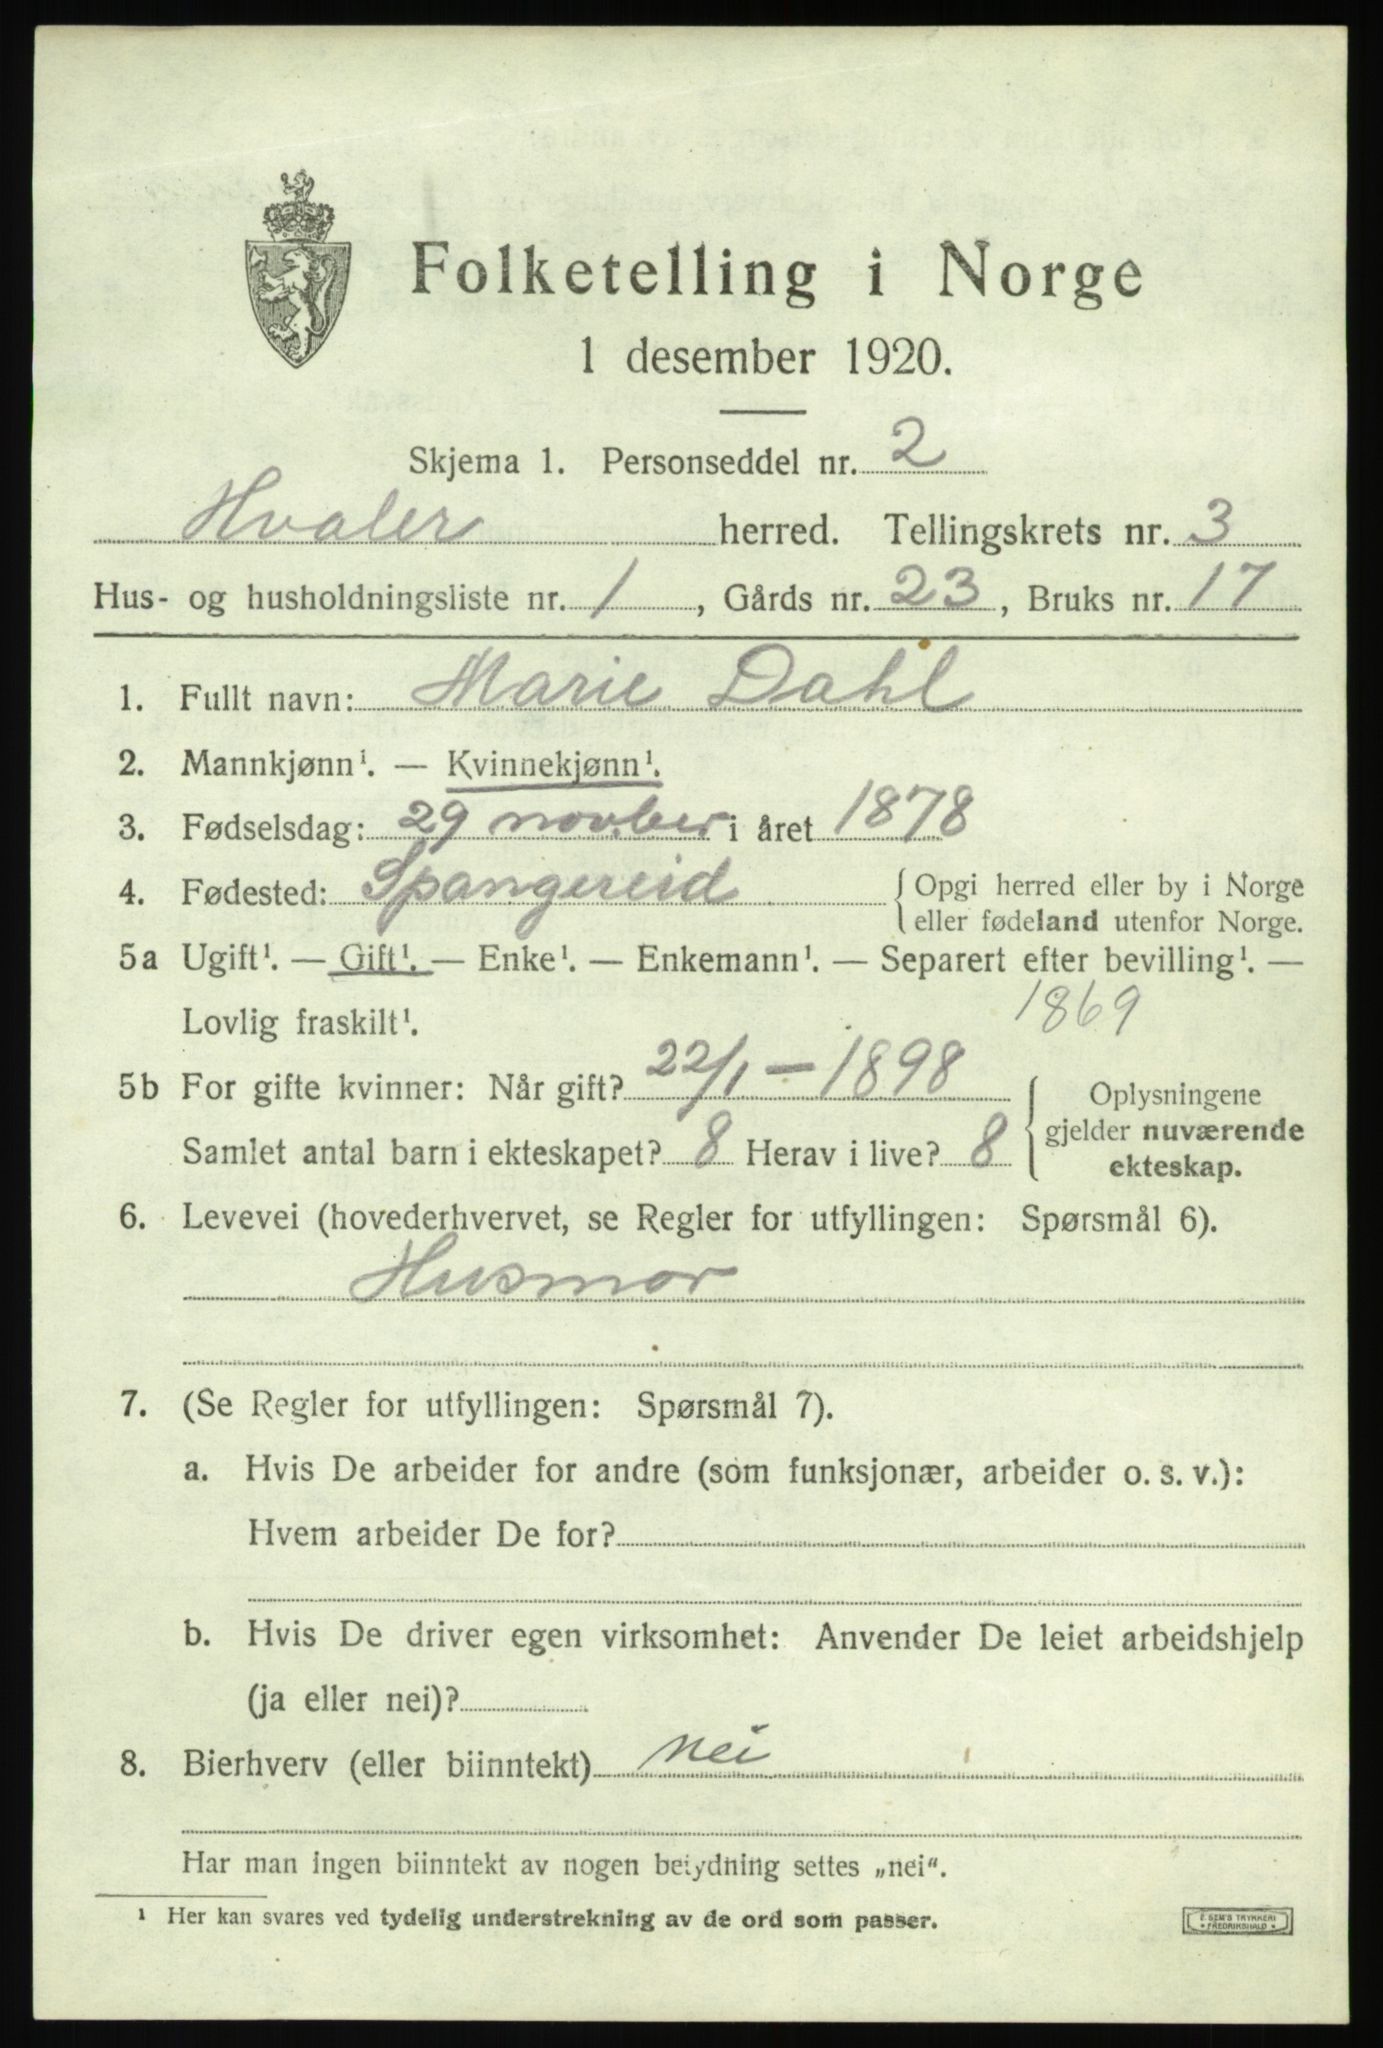 Folketelling i Norge
1 desember 1920.
Skjema 1. Personseddel nr. 2
Hvaler herred. Tellingskrets nr. 3
Hus- og husholdningsliste nr. 1, Gårds nr. 23, Bruks nr. 17
1. Fullt navn: Marie Dahl
2. Mannkjønn¹. — Kvinnekjønn¹.
3. Fødselsdag: 29 novber i året 1878
4. Fødested: Spangereid { Opgi herred eller by i Norge
eller fødeland utenfor Norge.
5a Ugift¹. — Gift¹. — Enke¹. — Enkemann¹. — Separert efter bevilling¹. —
Lovlig fraskilt¹. 1869
5b For gifte kvinner: Når gift? 22/1 — 1898 { Oplysningene
gjelder nuværende
Samlet antal barn i ekteskapet? 8 Herav i live? 8
ekteskap.
6. Levevei (hovederhvervet, se Regler for utfyllingen: Spørsmål 6).
Husmor
7. (Se Regler for utfyllingen: Spørsmål 7).
a. Hvis De arbeider for andre (som funksjonær, arbeider o. s. v.):
Hvem arbeider De for?
b. Hvis De driver egen virksomhet: Anvender De leiet arbeidshjelp
(ja eller nei)?
8. Bierhverv (eller biinntekt) nei
Har man ingen biinntekt av nogen betydning settes „nei“.
¹ Her kan svares ved tydelig understrekning av de ord som passer.
E. SEM'S TRYKKERI
FREDRIKSHALD